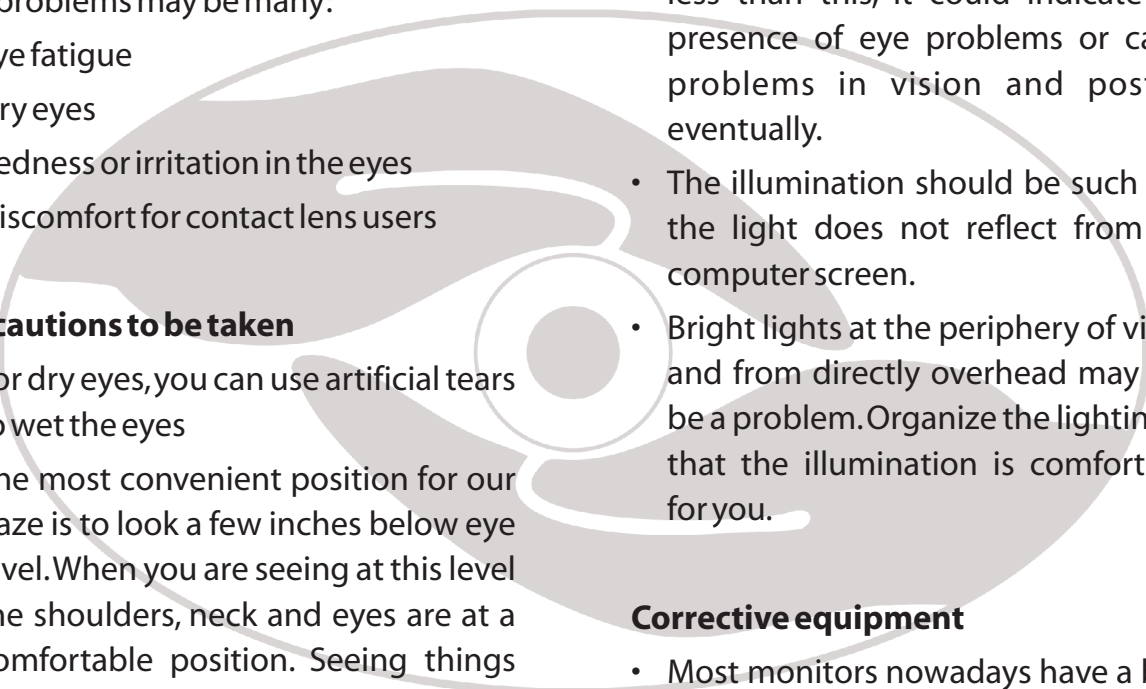 problems may be many:
ye fatigue
ry eyes
edness or irritation in the eyes
iscomfort for contact lens users
cautions to be taken
or dry eyes, you can use artificial tears
o wet the eyes
he most convenient position for our
aze is to look a few inches below eye
vel. When you are seeing at this level
he shoulders, neck and eyes are at a
omfortable position. Seeing things
less than this, it could indicate
presence of eye problems or ca
problems in vision and post
eventually.
• The illumination should be such
the light does not reflect from
computer screen.
• Bright lights at the periphery of vi
and from directly overhead may
be a problem. Organize the lightin
that the illumination is comfort
for you.
Corrective equipment
• Most monitors nowadays have a